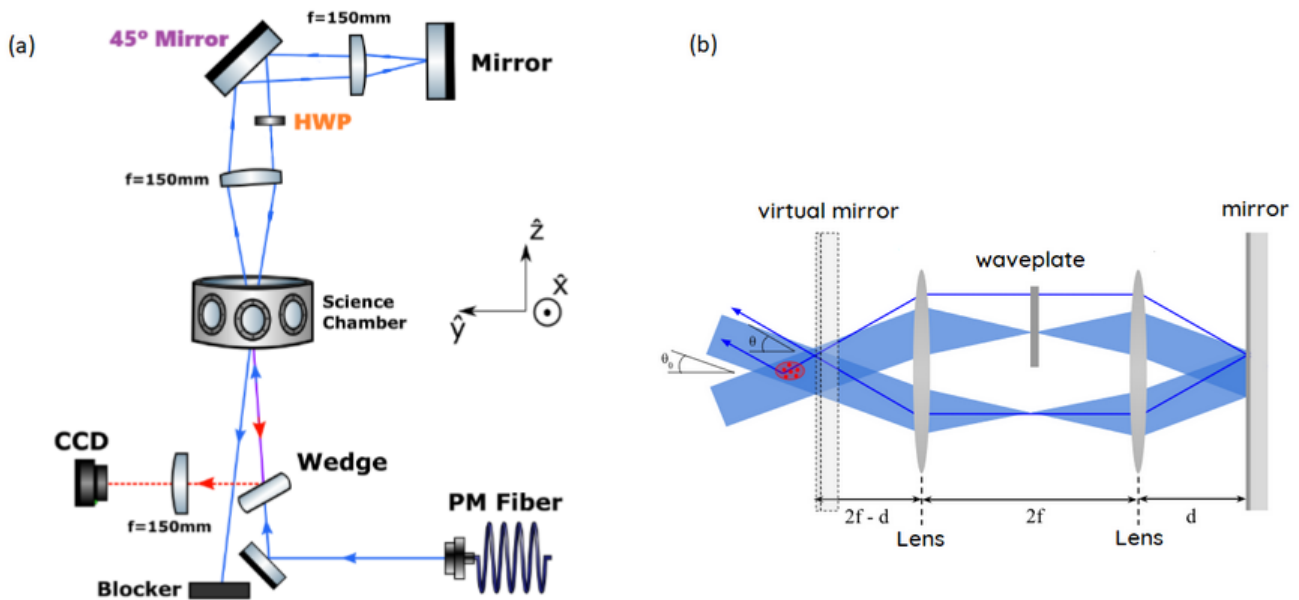 (a)
45° Mirror
f=150mm
Mirror
HWP
f=150mm
Science
Chamber
ẑ
ŷ
x̂
CCD
Wedge
f=150mm
PM Fiber
Blocker
(b)
virtual mirror
mirror
waveplate
θ
θ₀
2f - d
2f
d
Lens
Lens